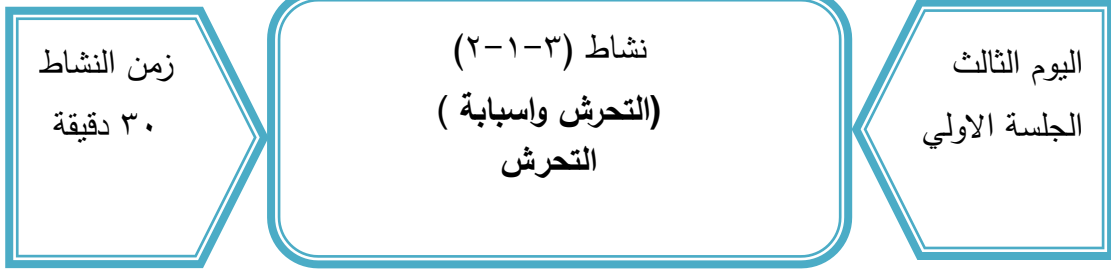 اليوم الثالث
الجلسة الاولي
نشاط (٣-١-٢)
(التحرش واسبابة )
التحرش
زمن النشاط
٣٠ دقيقة